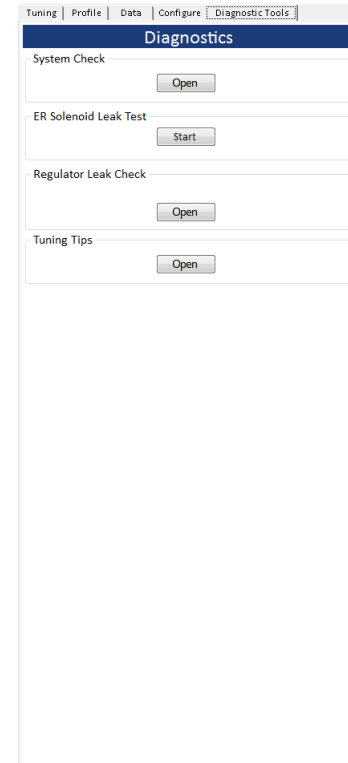 Tuning Profile Data Configure Diagnostic Tools
Diagnostics
System Check
Open
ER Solenoid Leak Test
Start
Regulator Leak Check
Open
Tuning Tips
Open